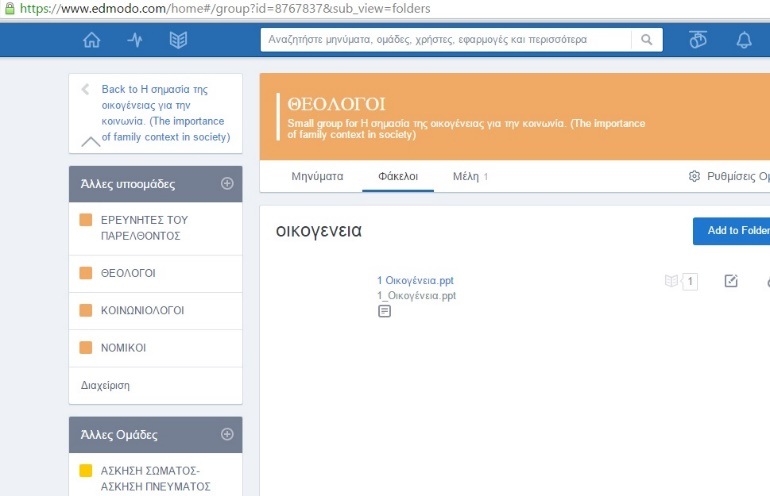 https://www.edmodo.com/home#/group?id=8767837&sub_view=folders
Αναζητήστε μηνύματα, ομάδες, χρήστες, εφαρμογές και περισσότερα
Back to Η σημασία της
οικογένειας για την
κοινωνία. (The importance
of family context in society)
Άλλες υποομάδες
ΕΡΕΥΝΗΤΕΣ ΤΟΥ
ΠΑΡΕΛΘΟΝΤΟΣ
ΘΕΟΛΟΓΟΙ
ΚΟΙΝΩΝΙΟΛΟΓΟΙ
ΝΟΜΙΚΟΙ
Διαχείριση
Άλλες Ομάδες
ΑΣΚΗΣΗ ΣΩΜΑΤΟΣ-
ΑΣΚΗΣΗ ΠΝΕΥΜΑΤΟΣ
ΘΕΟΛΟΓΟΙ
Small group for Η σημασία της οικογένειας για την κοινωνία. (The importance
of family context in society)
Μηνύματα Φάκελοι Μέλη 1 Ρυθμίσεις
οικογενεια
Add to Folder
1 Οικογένεια.ppt
1
1_Οικογένεια.ppt